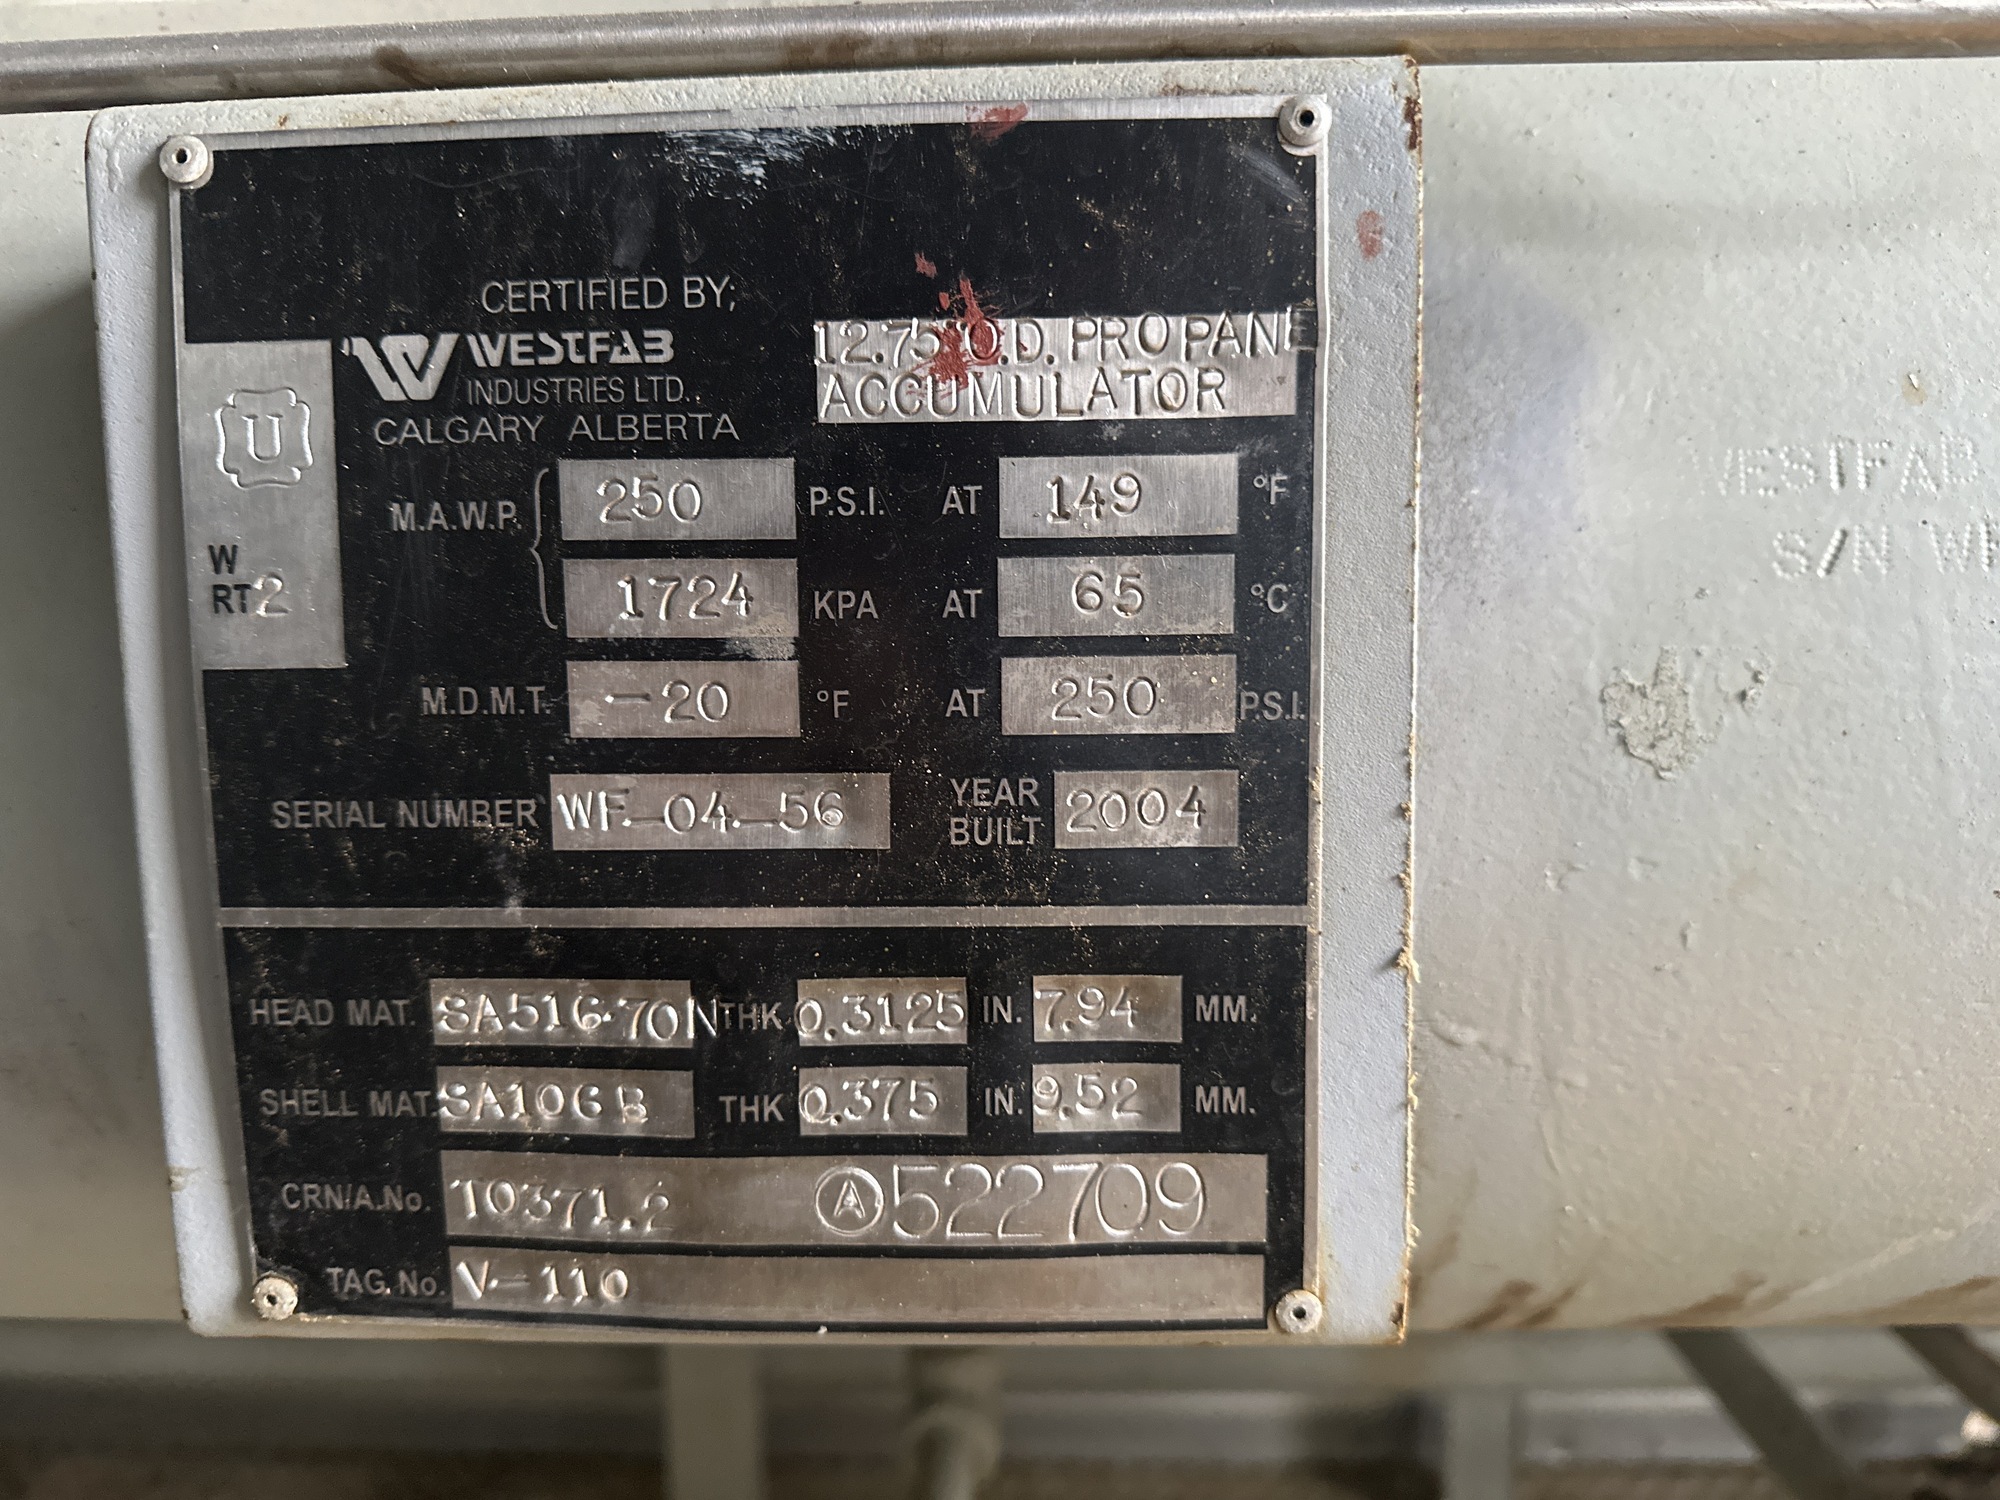 CERTIFIED BY;
W WESTFAB
INDUSTRIES LTD.
CALGARY ALBERTA
12.75 O.D. PROPANE
ACCUMULATOR
U
W
RT2
M.A.W.P. 250 P.S.I. AT 149 °F
1724 KPA AT 65 °C
M.D.M.T. -20 °F AT 250 P.S.I.
SERIAL NUMBER WF-04-56 YEAR BUILT 2004
HEAD MAT. SA516-70N THK 0.3125 IN. 7.94 MM.
SHELL MAT. SA106B THK 0.375 IN. 9.52 MM.
CRN/A.No. T0371.2 A522709
TAG. No. V-110
WESTFAB
S/N